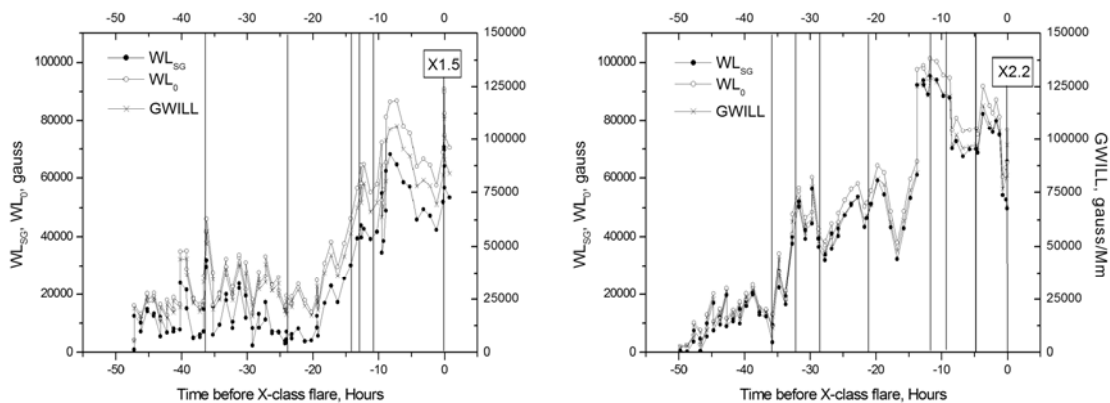 -50 -40 -30 -20 -10 0
100000
80000
60000
40000
20000
0
WL_SG, WL_0, gauss
WL_SG
WL_0
GWILL
X1.5
150000
125000
100000
75000
50000
25000
0
-50 -40 -30 -20 -10 0
Time before X-class flare, Hours
-50 -40 -30 -20 -10 0
100000
80000
60000
40000
20000
0
WL_SG, WL_0, gauss
WL_SG
WL_0
GWILL
X2.2
150000
125000
100000
75000
50000
25000
0
GWILL, gauss/Mm
-50 -40 -30 -20 -10 0
Time before X-class flare, Hours